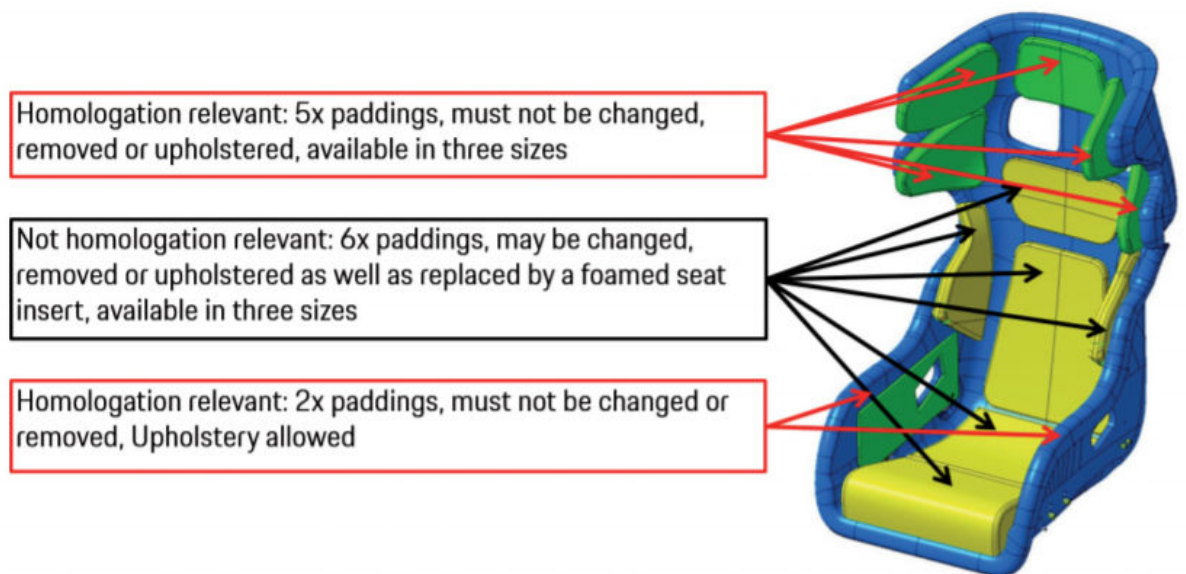 Homologation relevant: 5x paddings, must not be changed,
removed or upholstered, available in three sizes
Not homologation relevant: 6x paddings, may be changed,
removed or upholstered as well as replaced by a foamed seat
insert, available in three sizes
Homologation relevant: 2x paddings, must not be changed or
removed, Upholstery allowed